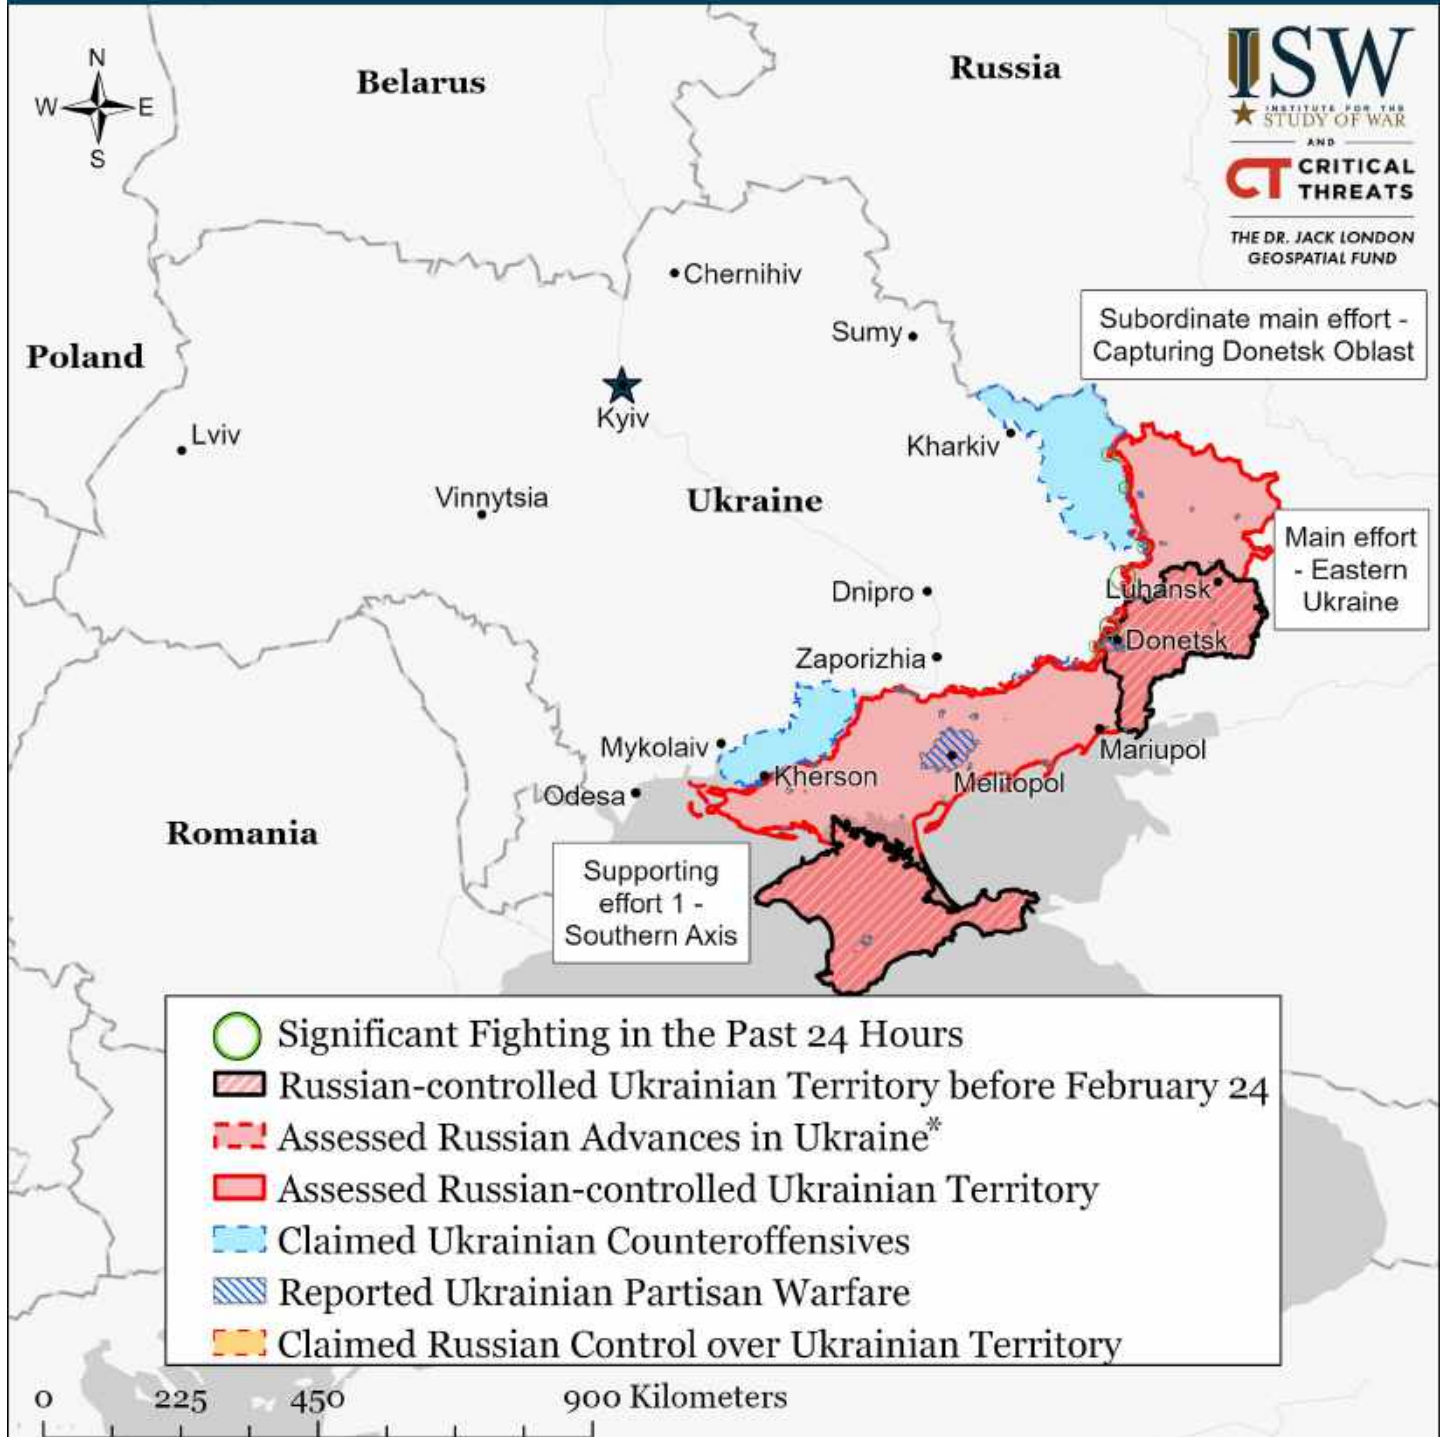 N
W E
S
Belarus
Russia
ISW
INSTITUTE FOR THE
STUDY OF WAR
AND
CT CRITICAL
THREATS
THE DR. JACK LONDON
GEOSPATIAL FUND
Chernihiv
Subordinate main effort -
Capturing Donetsk Oblast
Sumy
Poland
Kyiv
Lviv
Kharkiv
Vinnytsia
Ukraine
Main effort
- Eastern
Ukraine
Dnipro
Luhansk
Donetsk
Zaporizhia
Mykolaiv
Mariupol
Kherson
Melitopol
Odesa
Romania
Supporting
effort 1 -
Southern Axis
Significant Fighting in the Past 24 Hours
Russian-controlled Ukrainian Territory before February 24
Assessed Russian Advances in Ukraine*
Assessed Russian-controlled Ukrainian Territory
Claimed Ukrainian Counteroffensives
Reported Ukrainian Partisan Warfare
Claimed Russian Control over Ukrainian Territory
0 225 450 900 Kilometers